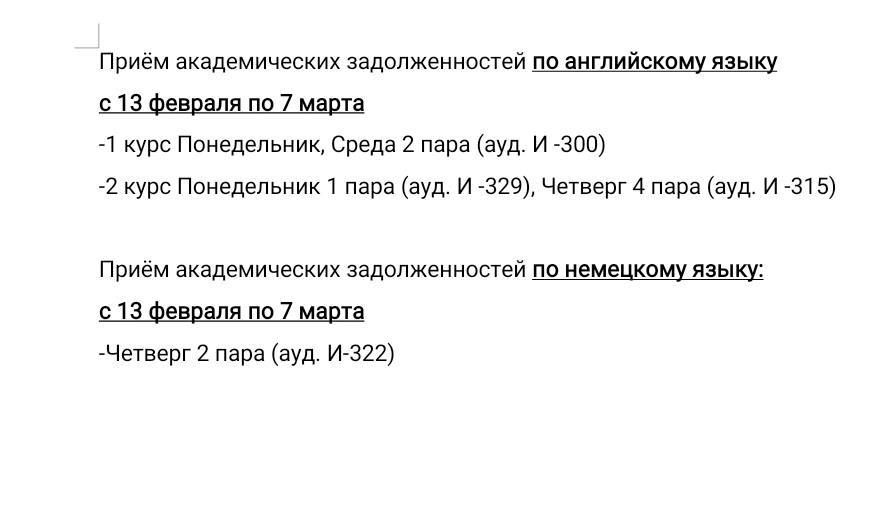 Приём академических задолженностей по английскому языку
с 13 февраля по 7 марта
-1 курс Понедельник, Среда 2 пара (ауд. И -300)
-2 курс Понедельник 1 пара (ауд. И -329), Четверг 4 пара (ауд. И -315)
Приём академических задолженностей по немецкому языку:
с 13 февраля по 7 марта
-Четверг 2 пара (ауд. И-322)